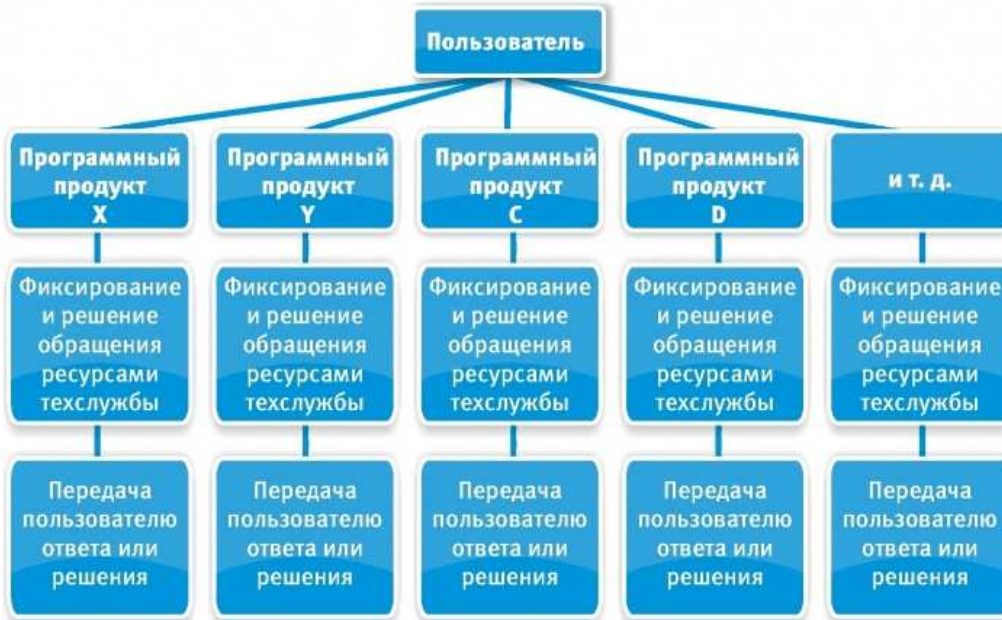 Пользователь
Программный
продукт
X
Программный
продукт
Y
Программный
продукт
C
Программный
продукт
D
и т. д.
Фиксирование
и решение
обращения
ресурсами
техслужбы
Фиксирование
и решение
обращения
ресурсами
техслужбы
Фиксирование
и решение
обращения
ресурсами
техслужбы
Фиксирование
и решение
обращения
ресурсами
техслужбы
Фиксирование
и решение
обращения
ресурсами
техслужбы
Передача
пользователю
ответа или
решения
Передача
пользователю
ответа или
решения
Передача
пользователю
ответа или
решения
Передача
пользователю
ответа или
решения
Передача
пользователю
ответа или
решения